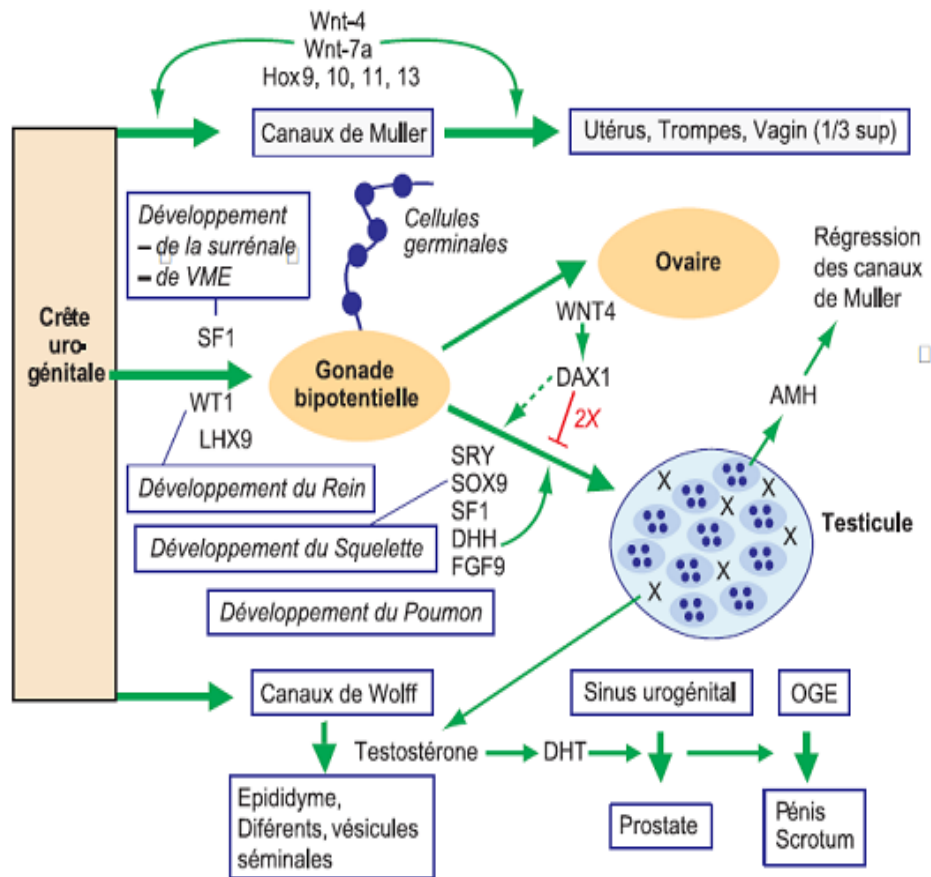 Wnt-4
Wnt-7a
Hox 9, 10, 11, 13
Canaux de Muller
Utérus, Trompes, Vagin (1/3 sup)
Développement
– de la surrénale
– de VME
Cellules
germinales
Ovaire
Régression
des canaux
de Muller
Crête
uro-
génitale
SF1
WT1
LHX9
Gonade
bipotentielle
WNT4
DAX1
2X
AMH
SRY
SOX9
SF1
DHH
FGF9
Développement du Rein
Développement du Squelette
Développement du Poumon
X
X
X
X
X
X
Testicule
Canaux de Wolff
Sinus urogénital
OGE
Testostérone
DHT
Epididyme,
Diférents, vésicules
séminales
Prostate
Pénis
Scrotum